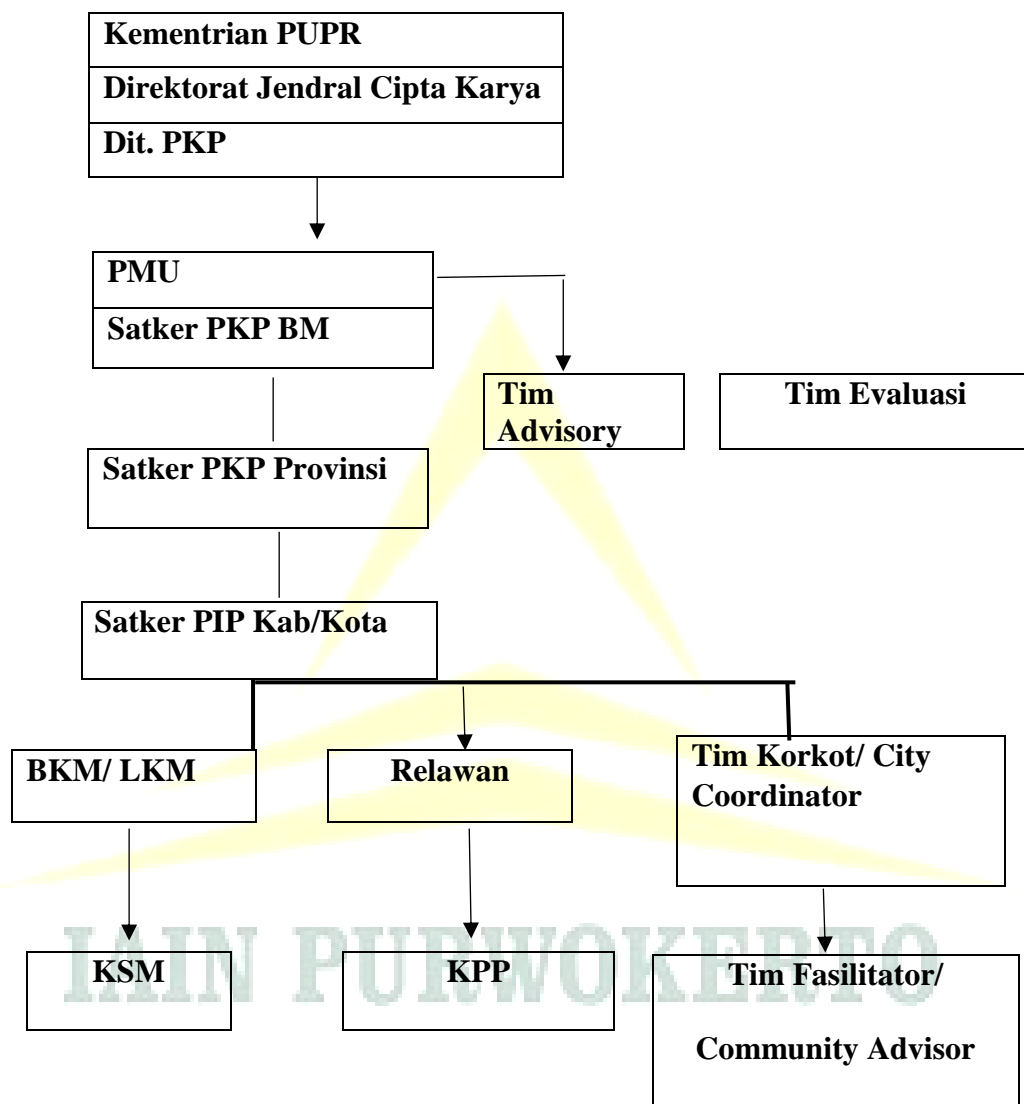 Kementrian PUPR
Direktorat Jendral Cipta Karya
Dit. PKP
PMU
Satker PKP BM
Tim
Advisory
Tim Evaluasi
Satker PKP Provinsi
Satker PIP Kab/Kota
BKM/ LKM
Relawan
Tim Korkot/ City
Coordinator
KSM
KPP
Tim Fasilitator/
Community Advisor
IAIN PURWOKERTO